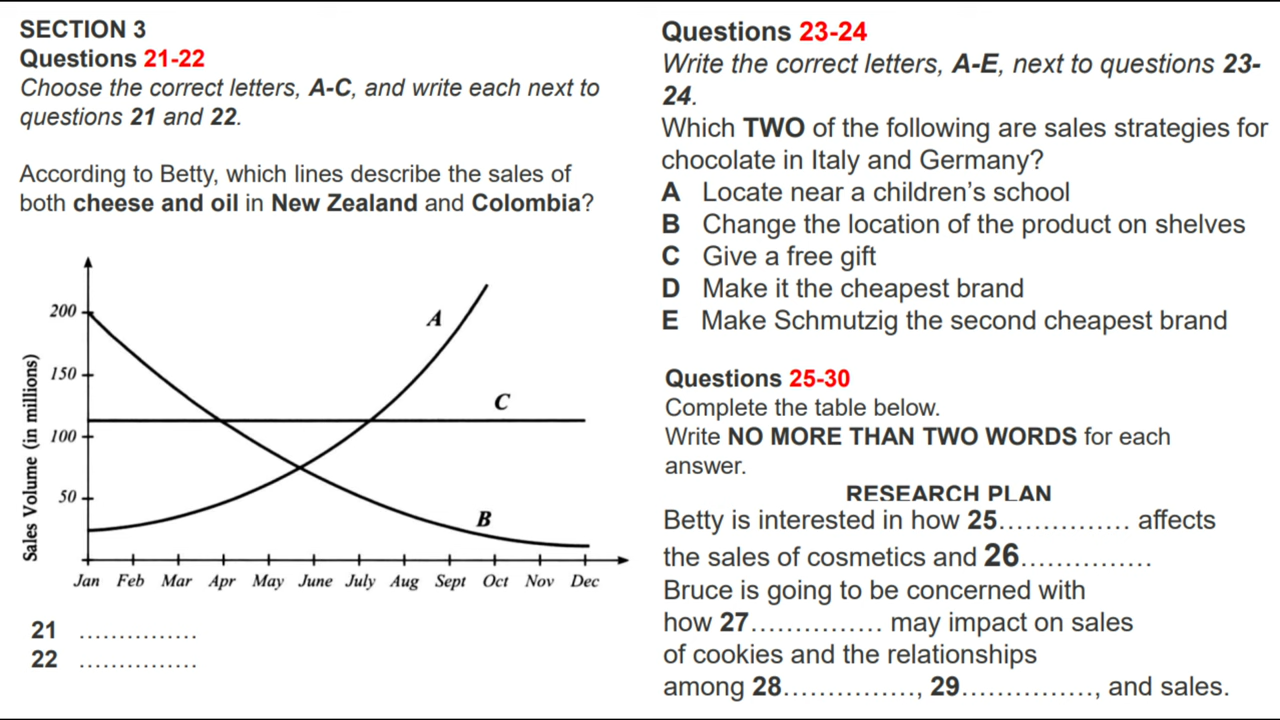 SECTION 3
Questions 21-22
Choose the correct letters, A-C, and write each next to
questions 21 and 22.
According to Betty, which lines describe the sales of
both cheese and oil in New Zealand and Colombia?
Sales Volume (in millions)
200
150
100
50
A
C
B
Jan Feb Mar Apr May June July Aug Sept Oct Nov Dec
21 ...............
22 ...............
Questions 23-24
Write the correct letters, A-E, next to questions 23-
24.
Which TWO of the following are sales strategies for
chocolate in Italy and Germany?
A Locate near a children's school
B Change the location of the product on shelves
C Give a free gift
D Make it the cheapest brand
E Make Schmutzig the second cheapest brand
Questions 25-30
Complete the table below.
Write NO MORE THAN TWO WORDS for each
answer.
RESEARCH PLAN
Betty is interested in how 25............... affects
the sales of cosmetics and 26...............
Bruce is going to be concerned with
how 27............... may impact on sales
of cookies and the relationships
among 28..............., 29..............., and sales.